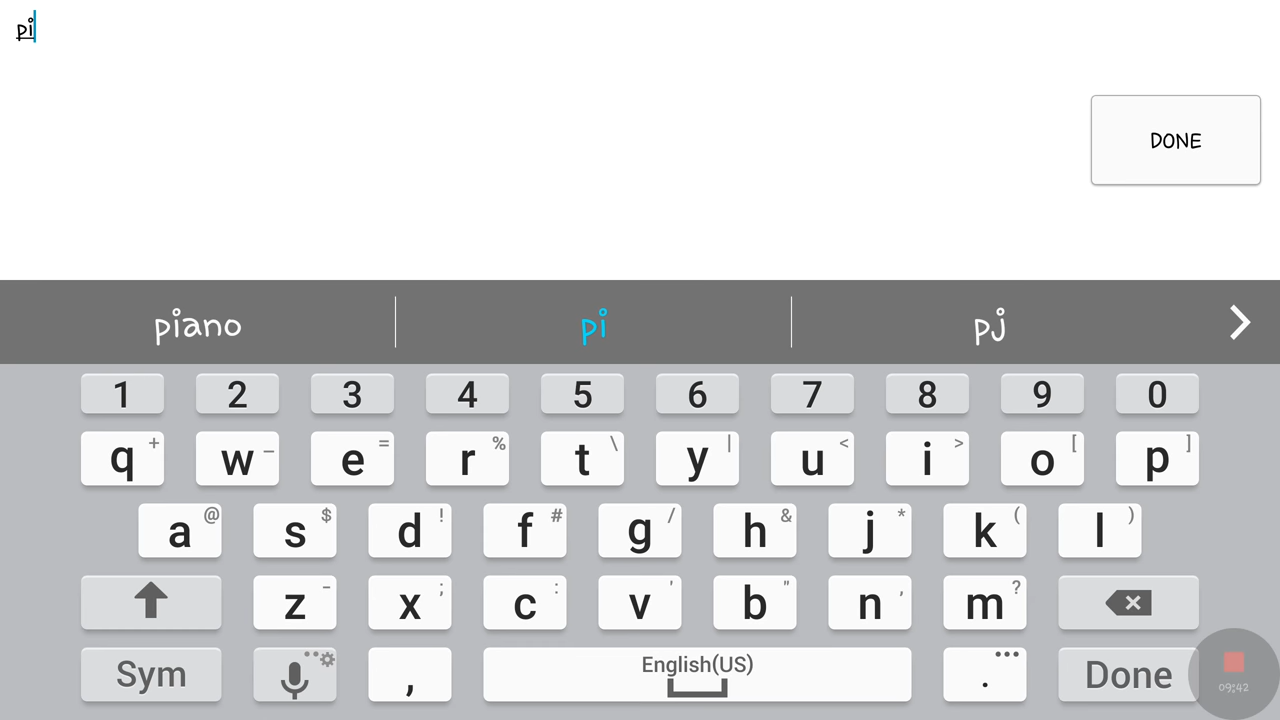 pi
DONE
piano pi pj
1 2 3 4 5 6 7 8 9 0
q + w – e = r % t \ y | u < i > o [ p ]
a @ s $ d ! f # g / h & j * k ( l )
z - x ; c : v ' b " n , m ?
Sym , English(US) . Done
09:42